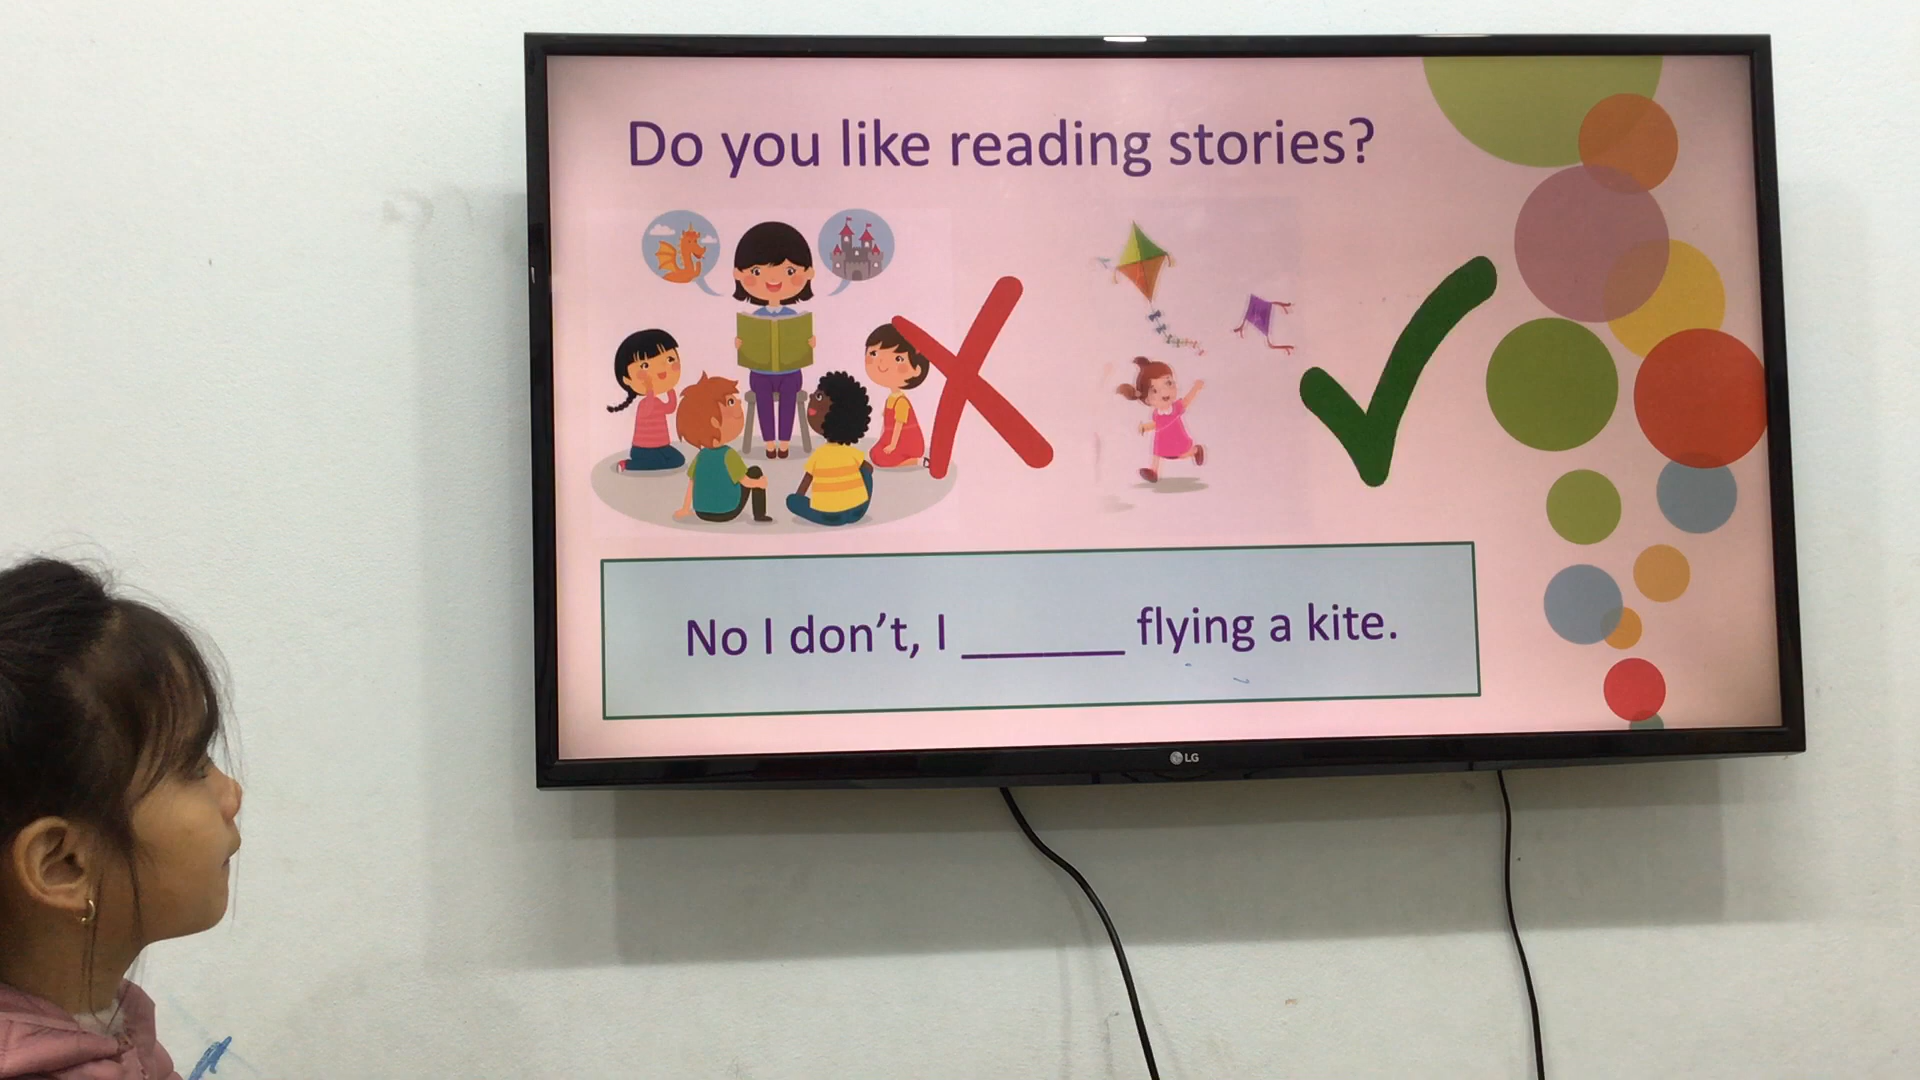 Do you like reading stories?
No I don't, I ______ flying a kite.
LG